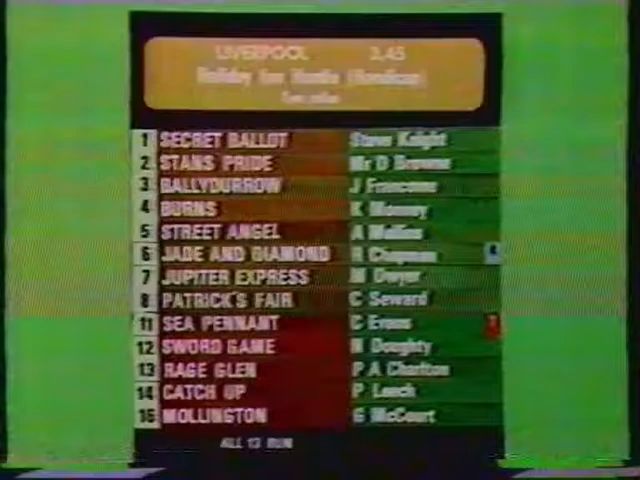 LIVERPOOL 3.45
Holiday Inn Hurdle (Handicap)
Two miles
1 SECRET BALLOT Steve Knight
2 STANS PRIDE Mr D Browne
3 BALLYDURROW J Francome
4 BURNS K Mooney
5 STREET ANGEL A Mullins
6 JADE AND DIAMOND R Chapman
7 JUPITER EXPRESS M Dwyer
8 PATRICK'S FAIR C Seward
11 SEA PENNANT C Evans
12 SWORD GAME N Doughty
13 RAGE GLEN P A Charlton
14 CATCH UP P Leach
15 MOLLINGTON G McCourt
ALL 13 RUN